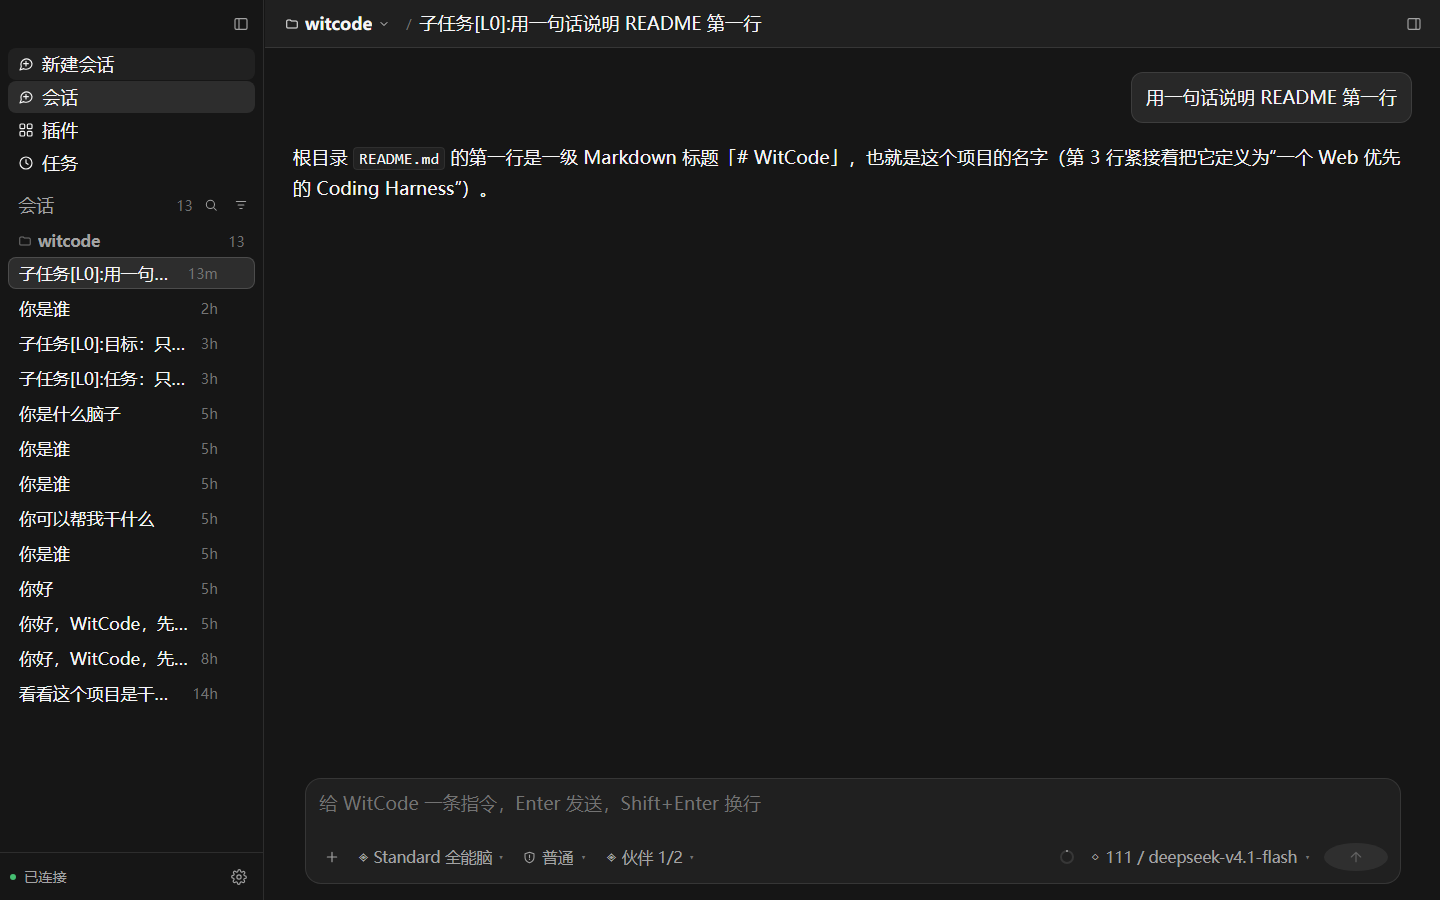 新建会话
会话
插件
任务
会话 13
witcode 13
子任务[L0]:用一句... 13m
你是谁 2h
子任务[L0]:目标：只... 3h
子任务[L0]:任务：只... 3h
你是什么脑子 5h
你是谁 5h
你是谁 5h
你可以帮我干什么 5h
你是谁 5h
你好 5h
你好，WitCode，先... 5h
你好，WitCode，先... 8h
看看这个项目是干... 14h
已连接
witcode / 子任务[L0]:用一句话说明 README 第一行
用一句话说明 README 第一行
根目录 README.md 的第一行是一级 Markdown 标题「# WitCode」，也就是这个项目的名字（第 3 行紧接着把它定义为“一个 Web 优先
的 Coding Harness”）。
给 WitCode 一条指令，Enter 发送，Shift+Enter 换行
Standard 全能脑 普通 伙伴 1/2 111 / deepseek-v4.1-flash